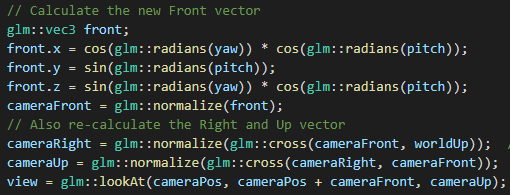 // Calculate the new Front vector
glm::vec3 front;
front.x = cos(glm::radians(yaw)) * cos(glm::radians(pitch));
front.y = sin(glm::radians(pitch));
front.z = sin(glm::radians(yaw)) * cos(glm::radians(pitch));
cameraFront = glm::normalize(front);
// Also re-calculate the Right and Up vector
cameraRight = glm::normalize(glm::cross(cameraFront, worldUp));  /
cameraUp = glm::normalize(glm::cross(cameraRight, cameraFront));
view = glm::lookAt(cameraPos, cameraPos + cameraFront, cameraUp);